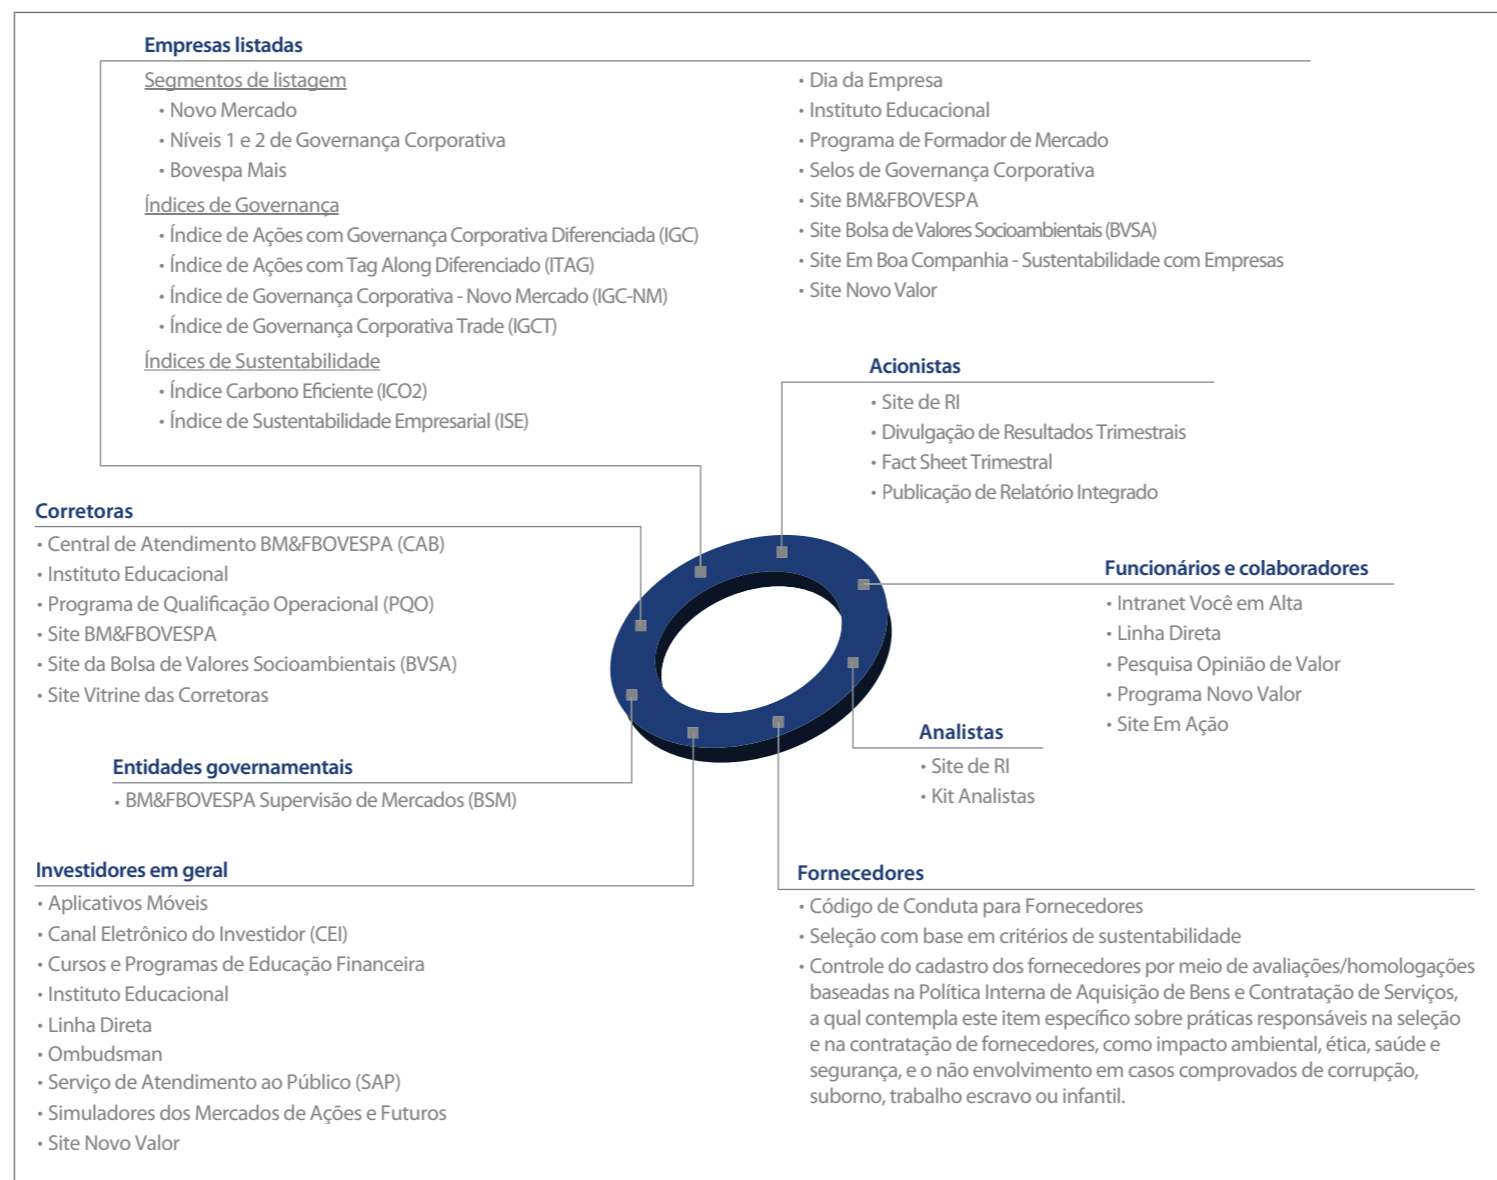 Empresas listadas
Segmentos de listagem
• Novo Mercado
• Níveis 1 e 2 de Governança Corporativa
• Bovespa Mais
Índices de Governança
• Índice de Ações com Governança Corporativa Diferenciada (IGC)
• Índice de Ações com Tag Along Diferenciado (ITAG)
• Índice de Governança Corporativa - Novo Mercado (IGC-NM)
• Índice de Governança Corporativa Trade (IGCT)
Índices de Sustentabilidade
• Índice Carbono Eficiente (ICO2)
• Índice de Sustentabilidade Empresarial (ISE)
• Dia da Empresa
• Instituto Educacional
• Programa de Formador de Mercado
• Selos de Governança Corporativa
• Site BM&FBOVESPA
• Site Bolsa de Valores Socioambientais (BVSA)
• Site Em Boa Companhia - Sustentabilidade com Empresas
• Site Novo Valor
Acionistas
• Site de RI
• Divulgação de Resultados Trimestrais
• Fact Sheet Trimestral
• Publicação de Relatório Integrado
Corretoras
• Central de Atendimento BM&FBOVESPA (CAB)
• Instituto Educacional
• Programa de Qualificação Operacional (PQO)
• Site BM&FBOVESPA
• Site da Bolsa de Valores Socioambientais (BVSA)
• Site Vitrine das Corretoras
Funcionários e colaboradores
• Intranet Você em Alta
• Linha Direta
• Pesquisa Opinião de Valor
• Programa Novo Valor
• Site Em Ação
Analistas
• Site de RI
• Kit Analistas
Entidades governamentais
• BM&FBOVESPA Supervisão de Mercados (BSM)
Investidores em geral
• Aplicativos Móveis
• Canal Eletrônico do Investidor (CEI)
• Cursos e Programas de Educação Financeira
• Instituto Educacional
• Linha Direta
• Ombudsman
• Serviço de Atendimento ao Público (SAP)
• Simuladores dos Mercados de Ações e Futuros
• Site Novo Valor
Fornecedores
• Código de Conduta para Fornecedores
• Seleção com base em critérios de sustentabilidade
• Controle do cadastro dos fornecedores por meio de avaliações/homologações
baseadas na Política Interna de Aquisição de Bens e Contratação de Serviços,
a qual contempla este item específico sobre práticas responsáveis na seleção
e na contratação de fornecedores, como impacto ambiental, ética, saúde e
segurança, e o não envolvimento em casos comprovados de corrupção,
suborno, trabalho escravo ou infantil.